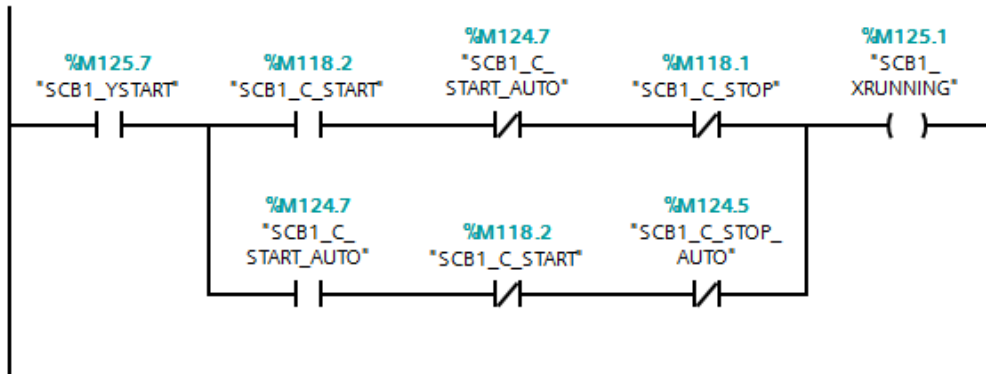 %M125.7
"SCB1_YSTART"
%M118.2
"SCB1_C_START"
%M124.7
"SCB1_C_
START_AUTO"
%M118.1
"SCB1_C_STOP"
%M125.1
"SCB1_
XRUNNING"
%M124.7
"SCB1_C_
START_AUTO"
%M118.2
"SCB1_C_START"
%M124.5
"SCB1_C_STOP_
AUTO"